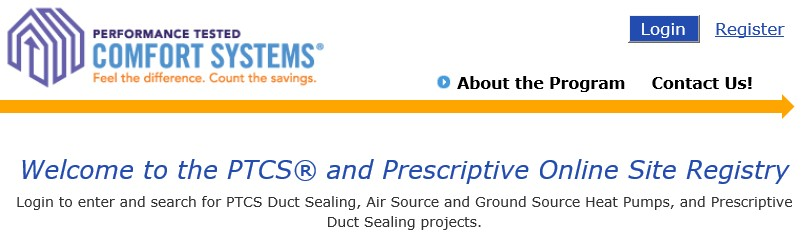 PERFORMANCE TESTED
COMFORT SYSTEMS®
Feel the difference. Count the savings.
Login Register
About the Program Contact Us!
Welcome to the PTCS® and Prescriptive Online Site Registry
Login to enter and search for PTCS Duct Sealing, Air Source and Ground Source Heat Pumps, and Prescriptive
Duct Sealing projects.